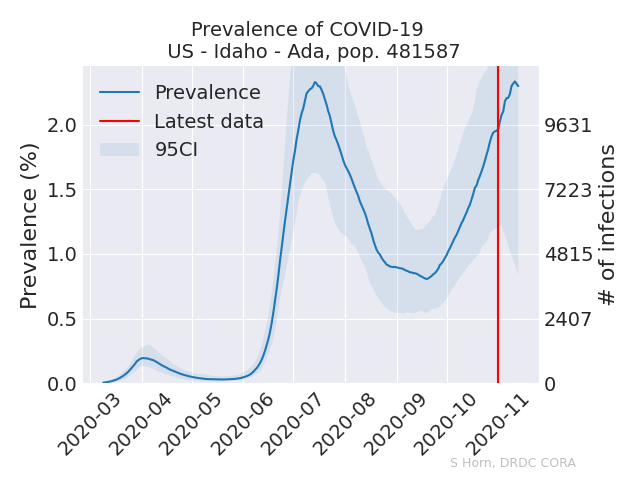 Prevalence of COVID-19
US - Idaho - Ada, pop. 481587
Prevalence
Latest data
95CI
Prevalence (%)
2.0
1.5
1.0
0.5
0.0
9631
7223
4815
2407
0
# of infections
2020-03
2020-04
2020-05
2020-06
2020-07
2020-08
2020-09
2020-10
2020-11
S Horn, DRDC CORA